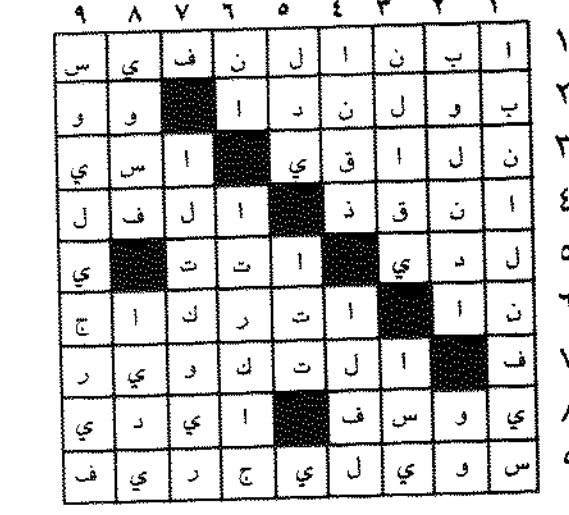 ١ ٢ ٣ ٤ ٥ ٦ ٧ ٨ ٩
١ ا ب ن ا ل ن ف ي س
٢ ب و ل ن د ا و و
٣ ن ل ا ق ي ا س ي
٤ ا ن ق ذ ا ل ف ل
٥ ل د ي ا ت ت ي
٦ ن ا ا ت ر ك ا ج
٧ ف ا ل ت ك و ي ر
٨ ي و س ف ا ي د ي
٩ س و ي ل ي ج ر ي ف